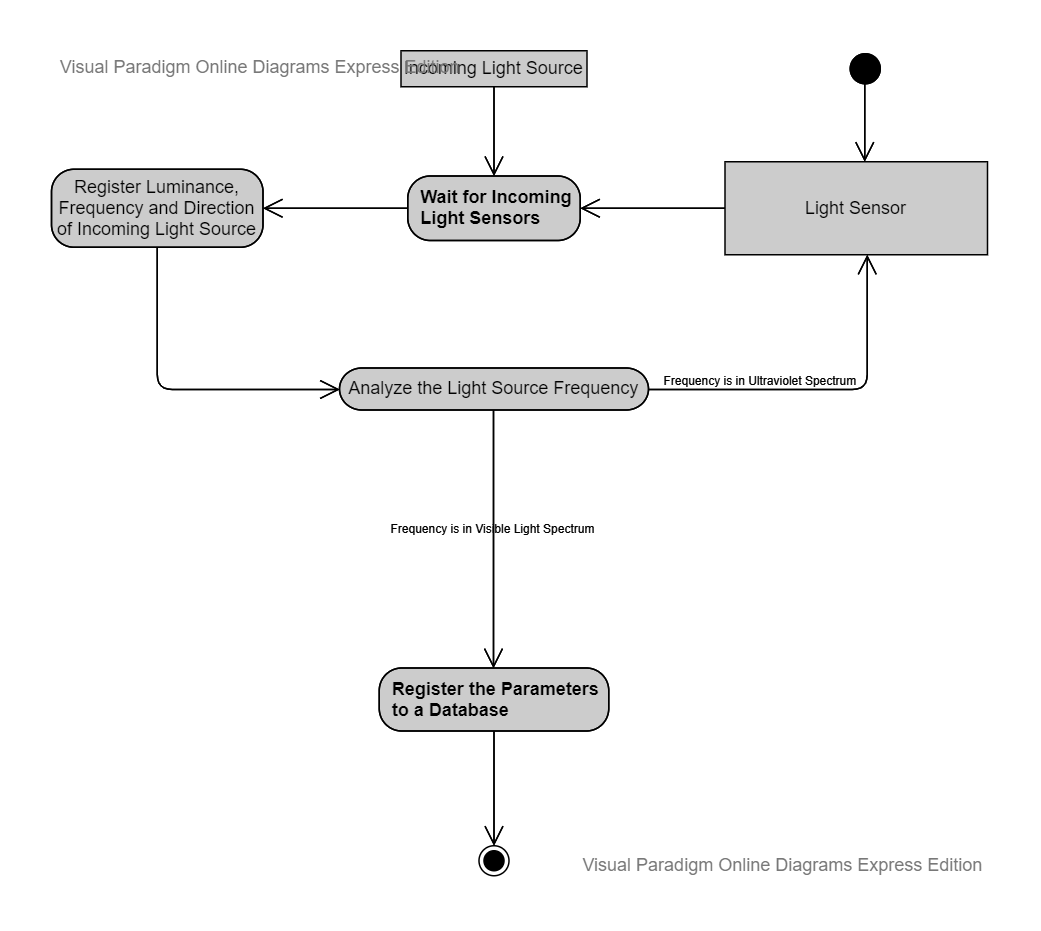 Visual Paradigm Online Diagrams Express Edition
Incoming Light Source
Register Luminance,
Frequency and Direction
of Incoming Light Source
Wait for Incoming
Light Sensors
Light Sensor
Analyze the Light Source Frequency
Frequency is in Ultraviolet Spectrum
Frequency is in Visible Light Spectrum
Register the Parameters
to a Database
Visual Paradigm Online Diagrams Express Edition